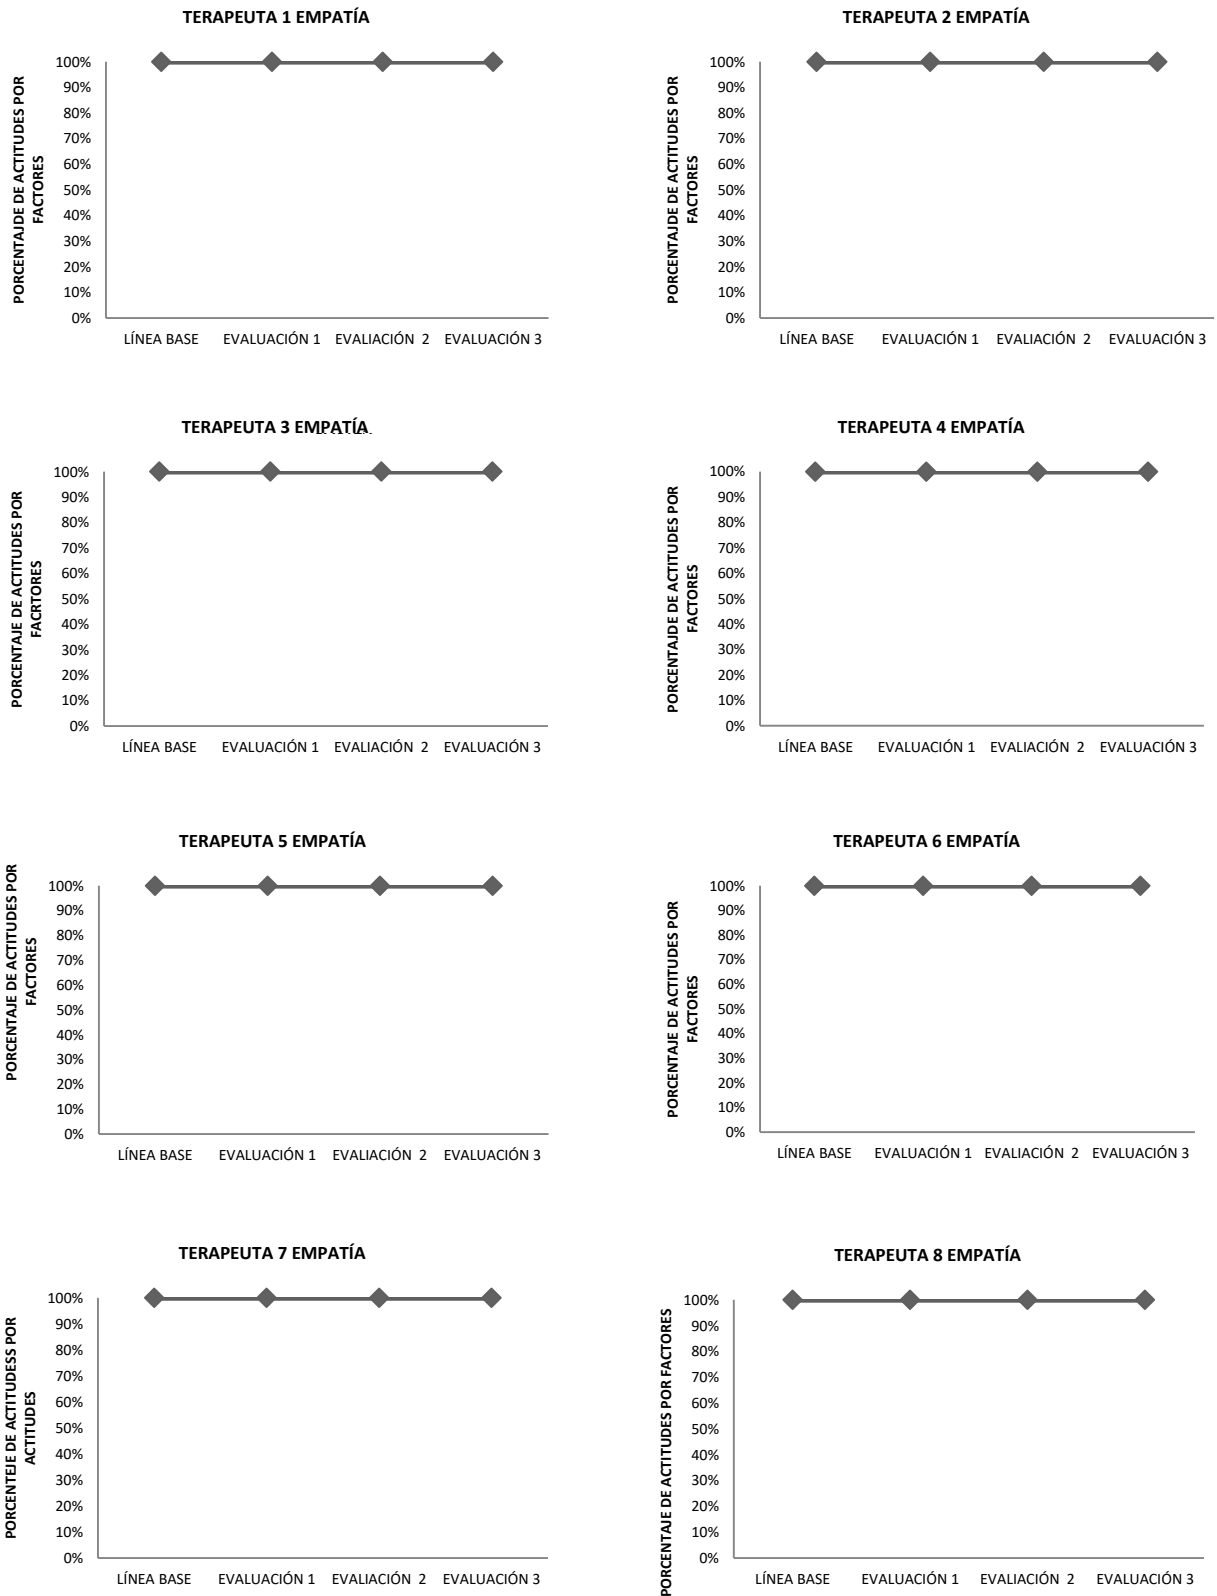 TERAPEUTA 1 EMPATÍA
PORCENTAJDE DE ACTITUDES POR
FACTORES
100%
90%
80%
70%
60%
50%
40%
30%
20%
10%
0%
LÍNEA BASE EVALUACIÓN 1 EVALIACIÓN 2 EVALUACIÓN 3
TERAPEUTA 2 EMPATÍA
PORCENTAJDE DE ACTITUDES POR
FACTORES
100%
90%
80%
70%
60%
50%
40%
30%
20%
10%
0%
LÍNEA BASE EVALUACIÓN 1 EVALIACIÓN 2 EVALUACIÓN 3
TERAPEUTA 3 EMPATÍA
PORCENTAJE DE ACTITUDES POR
FACRTORES
100%
90%
80%
70%
60%
50%
40%
30%
20%
10%
0%
LÍNEA BASE EVALUACIÓN 1 EVALIACIÓN 2 EVALUACIÓN 3
TERAPEUTA 4 EMPATÍA
PORCENTAJDE DE ACTITUDES POR
FACTORES
100%
90%
80%
70%
60%
50%
40%
30%
20%
10%
0%
LÍNEA BASE EVALUACIÓN 1 EVALIACIÓN 2 EVALUACIÓN 3
TERAPEUTA 5 EMPATÍA
PORCENTAJE DE ACTITUDES POR
FACTORES
100%
90%
80%
70%
60%
50%
40%
30%
20%
10%
0%
LÍNEA BASE EVALUACIÓN 1 EVALIACIÓN 2 EVALUACIÓN 3
TERAPEUTA 6 EMPATÍA
PORCENTAJE DE ACTITUDES POR
FACTORES
100%
90%
80%
70%
60%
50%
40%
30%
20%
10%
0%
LÍNEA BASE EVALUACIÓN 1 EVALIACIÓN 2 EVALUACIÓN 3
TERAPEUTA 7 EMPATÍA
PORCENTEJE DE ACTITUDESS POR
ACTITUDES
100%
90%
80%
70%
60%
50%
40%
30%
20%
10%
0%
LÍNEA BASE EVALUACIÓN 1 EVALIACIÓN 2 EVALUACIÓN 3
TERAPEUTA 8 EMPATÍA
PORCENTAJE DE ACTITUDES POR FACTORES
100%
90%
80%
70%
60%
50%
40%
30%
20%
10%
0%
LÍNEA BASE EVALUACIÓN 1 EVALIACIÓN 2 EVALUACIÓN 3